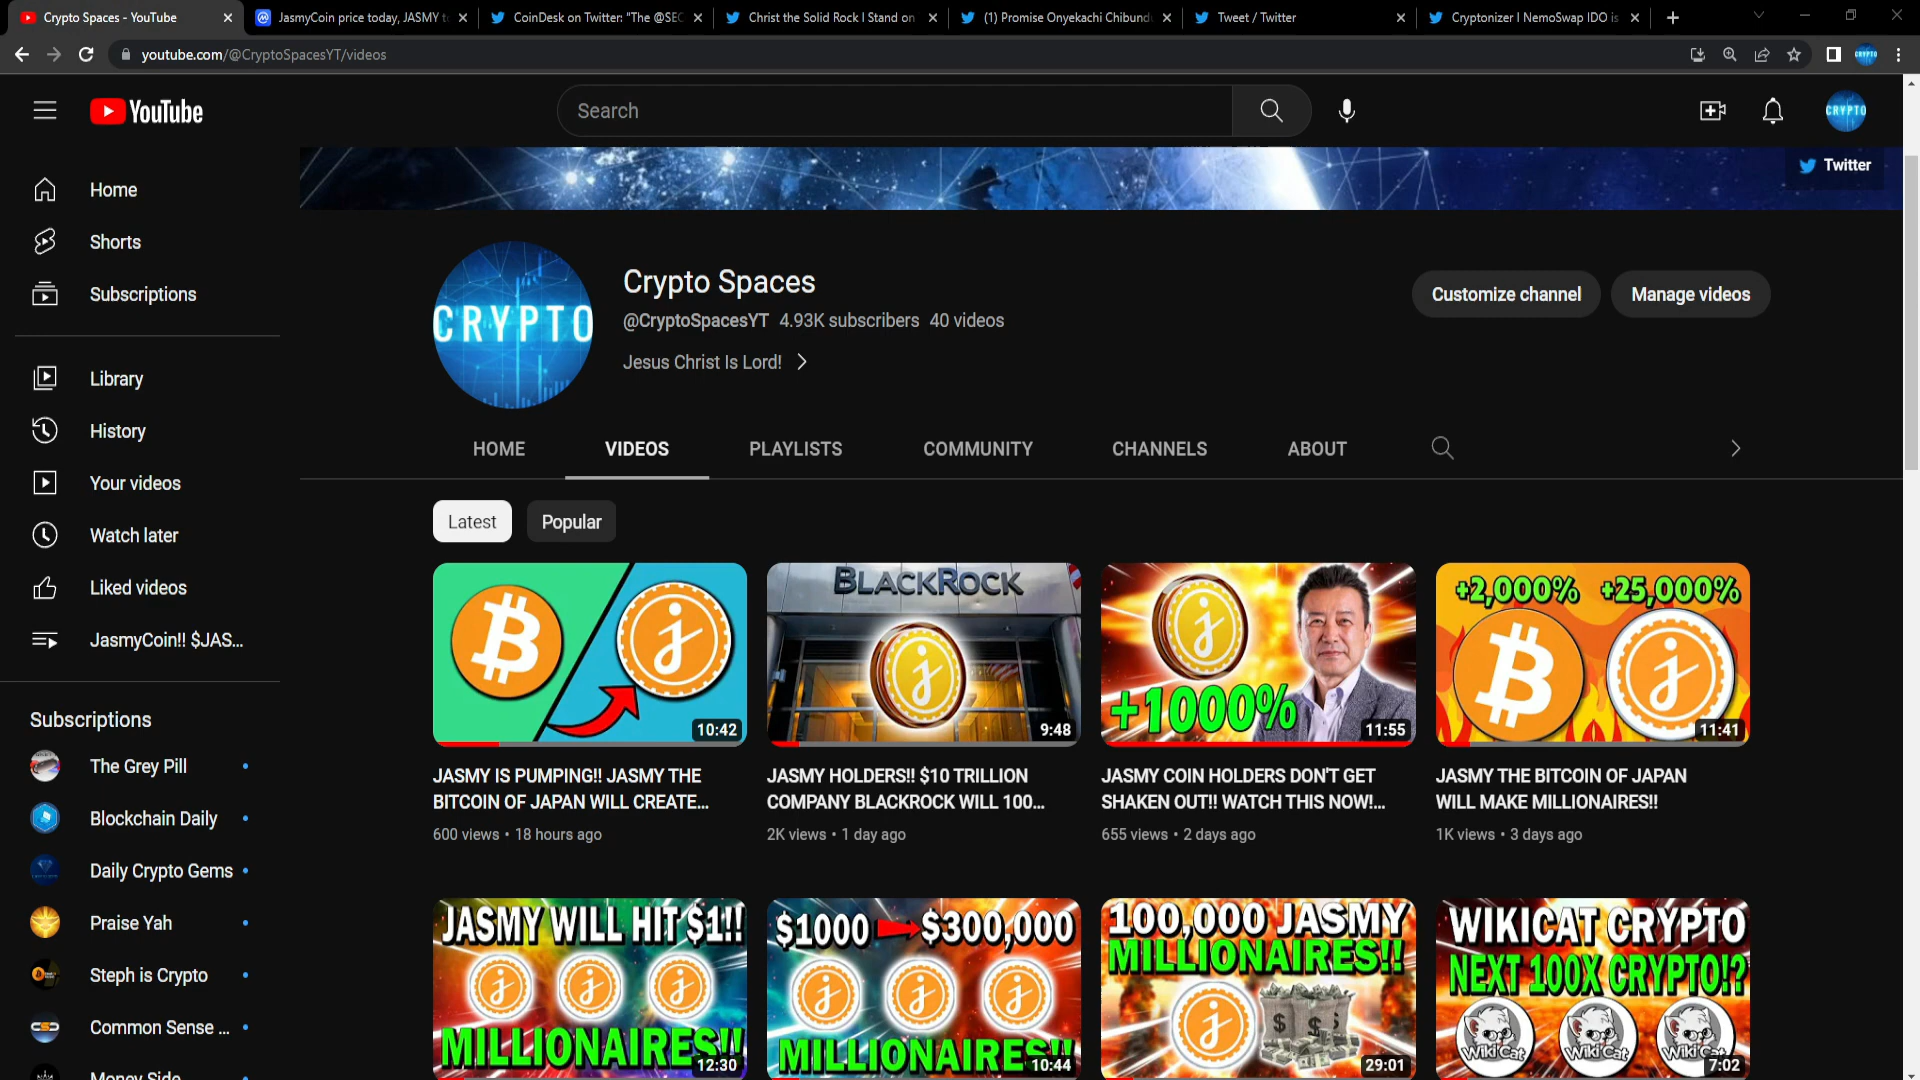 Crypto Spaces - YouTube
JasmyCoin price today, JASMY t
CoinDesk on Twitter: "The @SEC
Christ the Solid Rock I Stand on
(1) Promise Onyekachi Chibund
Tweet / Twitter
Cryptonizer I NemoSwap IDO is
youtube.com/@CryptoSpacesYT/videos
YouTube
Search
CRYPTO
Twitter
Home
Shorts
Subscriptions
Library
History
Your videos
Watch later
Liked videos
JasmyCoin!! $JAS...
Subscriptions
The Grey Pill
Blockchain Daily
Daily Crypto Gems
Praise Yah
Steph is Crypto
Common Sense ...
Money Side
CRYPTO
Crypto Spaces
@CryptoSpacesYT 4.93K subscribers 40 videos
Jesus Christ Is Lord!
Customize channel
Manage videos
HOME
VIDEOS
PLAYLISTS
COMMUNITY
CHANNELS
ABOUT
Latest
Popular
10:42
JASMY IS PUMPING!! JASMY THE
BITCOIN OF JAPAN WILL CREATE...
600 views • 18 hours ago
BLACKROCK
9:48
JASMY HOLDERS!! $10 TRILLION
COMPANY BLACKROCK WILL 100...
2K views • 1 day ago
+1000%
11:55
JASMY COIN HOLDERS DON'T GET
SHAKEN OUT!! WATCH THIS NOW!...
655 views • 2 days ago
+2,000% +25,000%
11:41
JASMY THE BITCOIN OF JAPAN
WILL MAKE MILLIONAIRES!!
1K views • 3 days ago
JASMY WILL HIT $1!!
MILLIONAIRES!!
12:30
$1000 $300,000
MILLIONAIRES!!
10:44
100,000 JASMY
MILLIONAIRES!!
29:01
WIKICAT CRYPTO
NEXT 100X CRYPTO!?
WikiCat WikiCat WikiCat
7:02